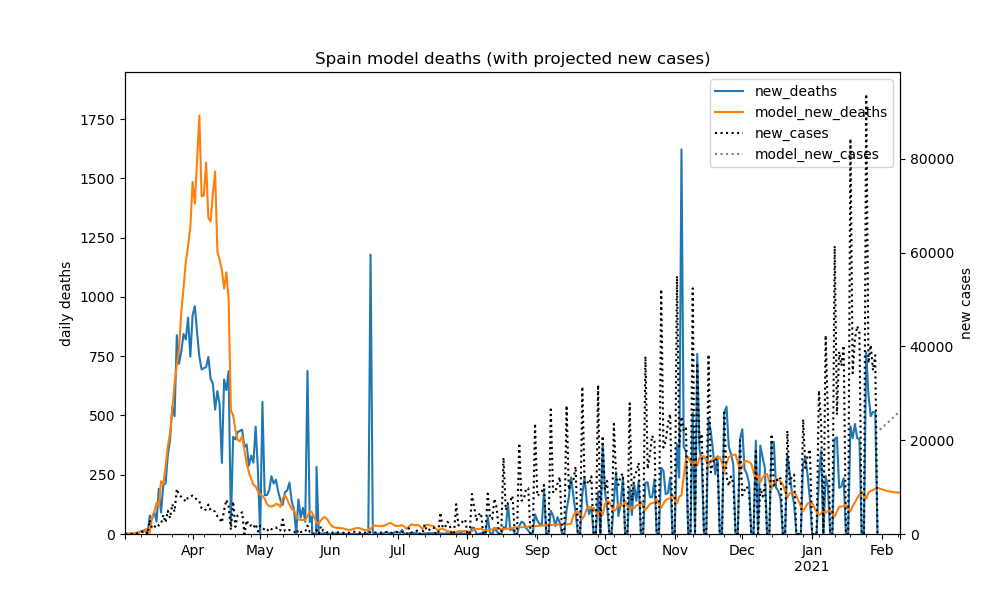 Spain model deaths (with projected new cases)
new_deaths
model_new_deaths
new_cases
model_new_cases
daily deaths
1750
1500
1250
1000
750
500
250
0
new cases
80000
60000
40000
20000
0
Apr
May
Jun
Jul
Aug
Sep
Oct
Nov
Dec
Jan
2021
Feb